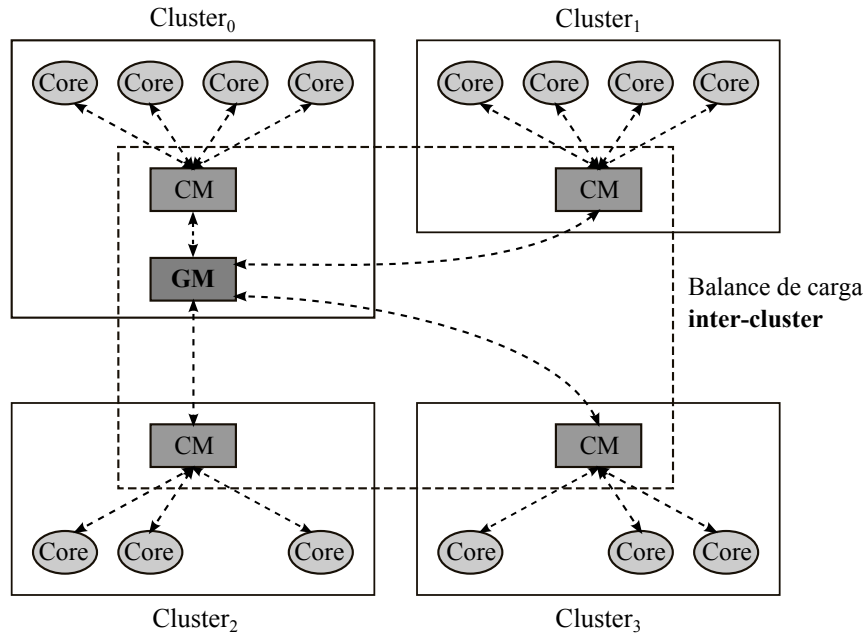 Cluster₀
Cluster₁
Core Core Core Core
Core Core Core Core
CM
CM
GM
Balance de carga
inter-cluster
CM
CM
Core Core Core
Core Core Core
Cluster₂
Cluster₃